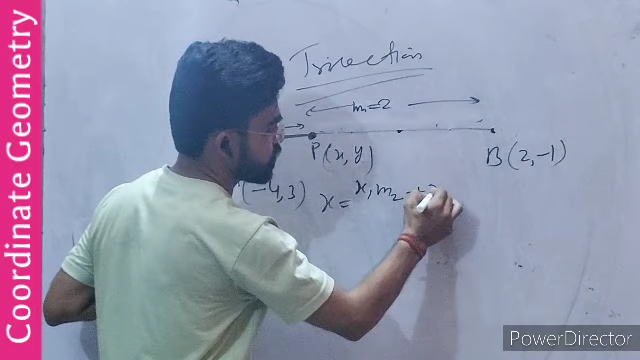 Coordinate Geometry
Trisection
m₁=2
P(x, y)
B(2, -1)
(-4, 3)
x = x₁m₂
PowerDirector